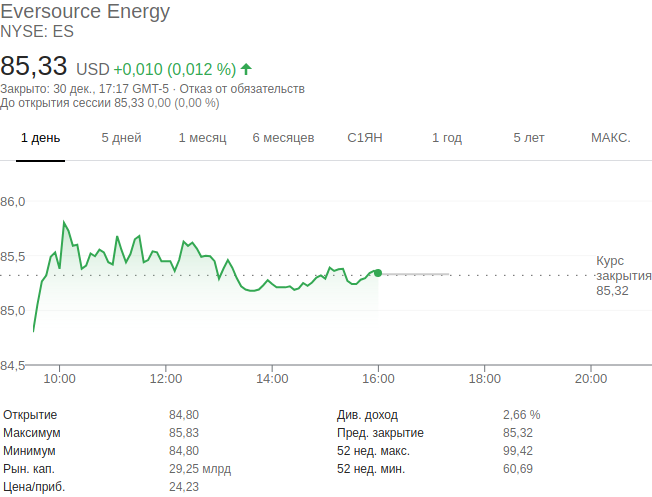 Eversource Energy
NYSE: ES
85,33 USD +0,010 (0,012 %)
Закрыто: 30 дек., 17:17 GMT-5 · Отказ от обязательств
До открытия сессии 85,33 0,00 (0,00 %)
1 день 5 дней 1 месяц 6 месяцев С1ЯН 1 год 5 лет МАКС.
86,0
85,5
85,0
84,5
Курс
закрытия
85,32
10:00 12:00 14:00 16:00 18:00 20:00
Открытие 84,80 Див. доход 2,66 %
Максимум 85,83 Пред. закрытие 85,32
Минимум 84,80 52 нед. макс. 99,42
Рын. кап. 29,25 млрд 52 нед. мин. 60,69
Цена/приб. 24,23